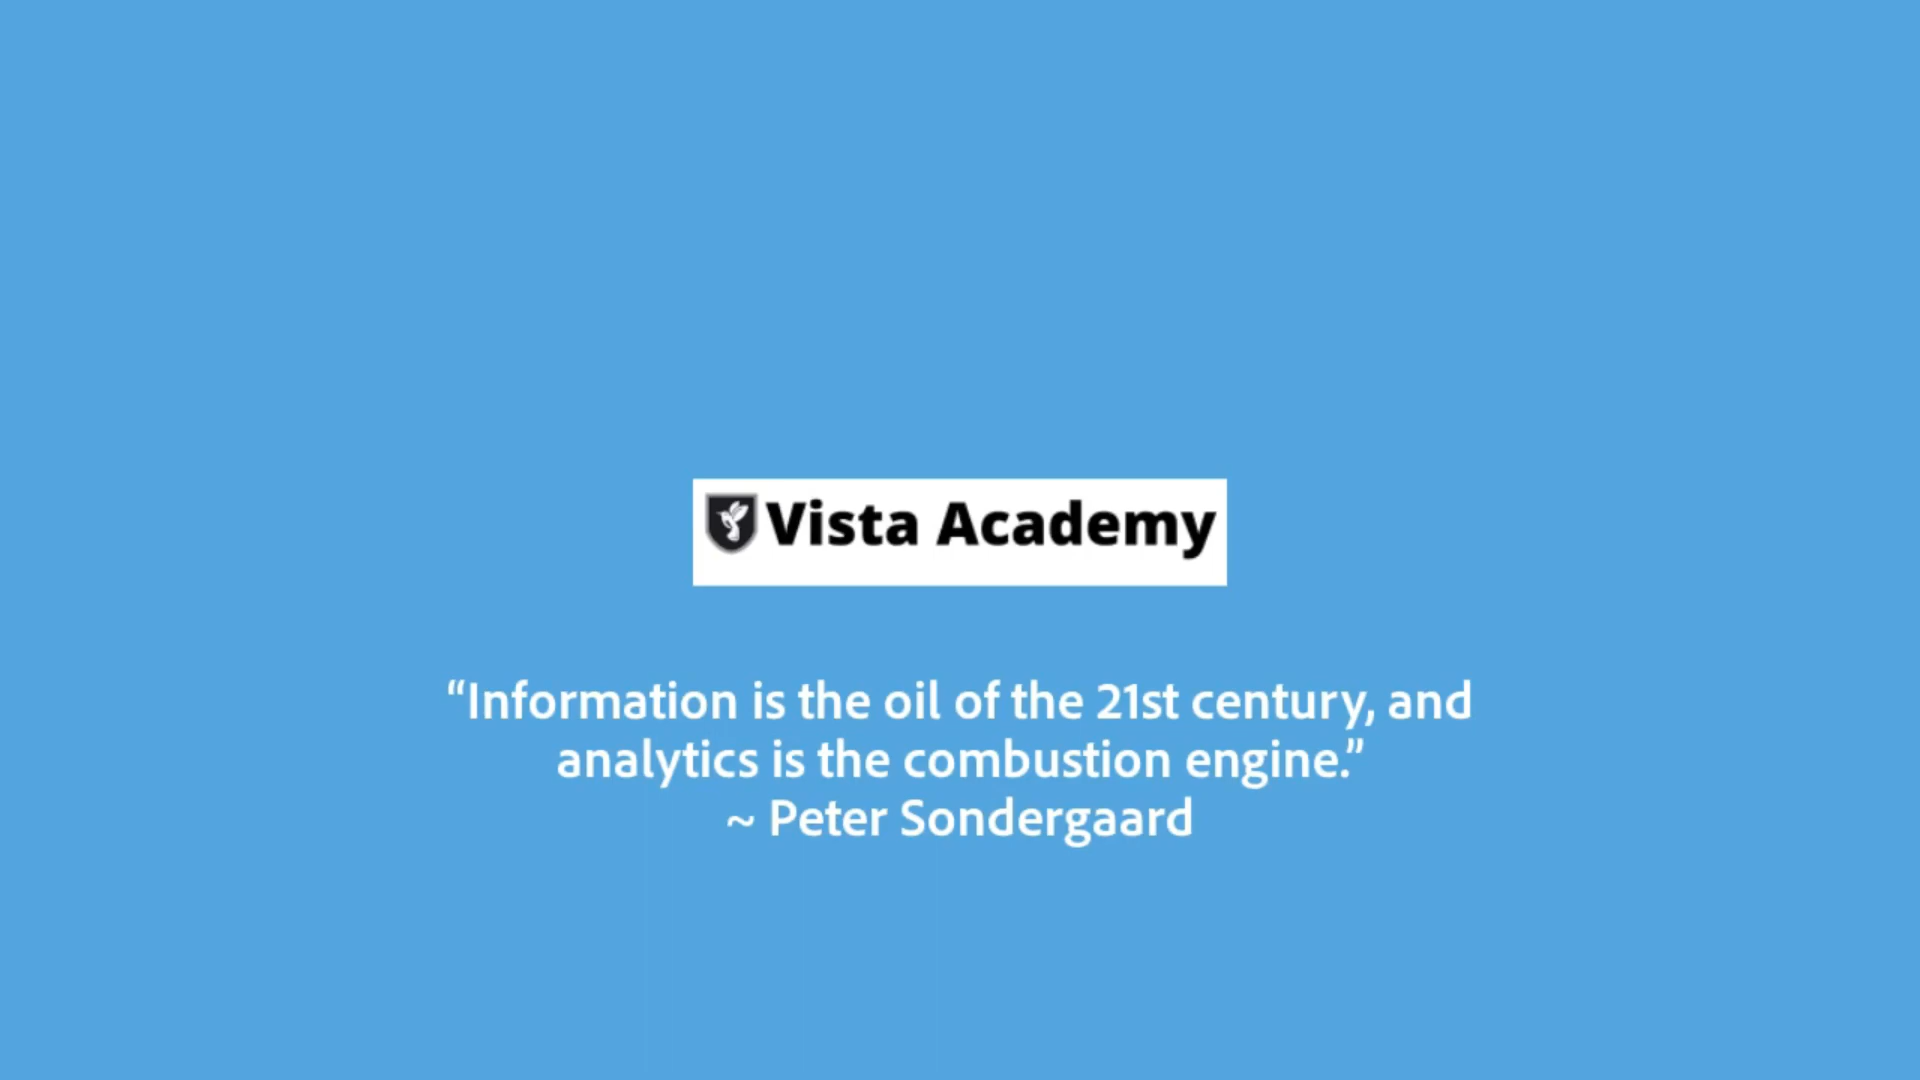 Vista Academy
“Information is the oil of the 21st century, and
analytics is the combustion engine.”
~ Peter Sondergaard